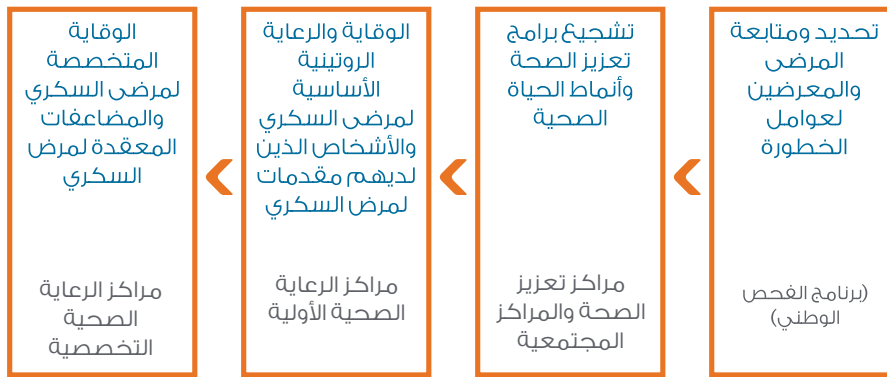 تحديد ومتابعة
المرضى
والمعرضين
لعوامل
الخطورة
(برنامج الفحص
الوطني)
تشجيع برامج
تعزيز الصحة
وأنماط الحياة
الصحية
مراكز تعزيز
الصحة والمراكز
المجتمعية
الوقاية والرعاية
الروتينية
الأساسية
لمرضى السكري
والأشخاص الذين
لديهم مقدمات
لمرض السكري
مراكز الرعاية
الصحية الأولية
الوقاية
المتخصصة
لمرضى السكري
والمضاعفات
المعقدة لمرض
السكري
مراكز الرعاية
الصحية
التخصصية